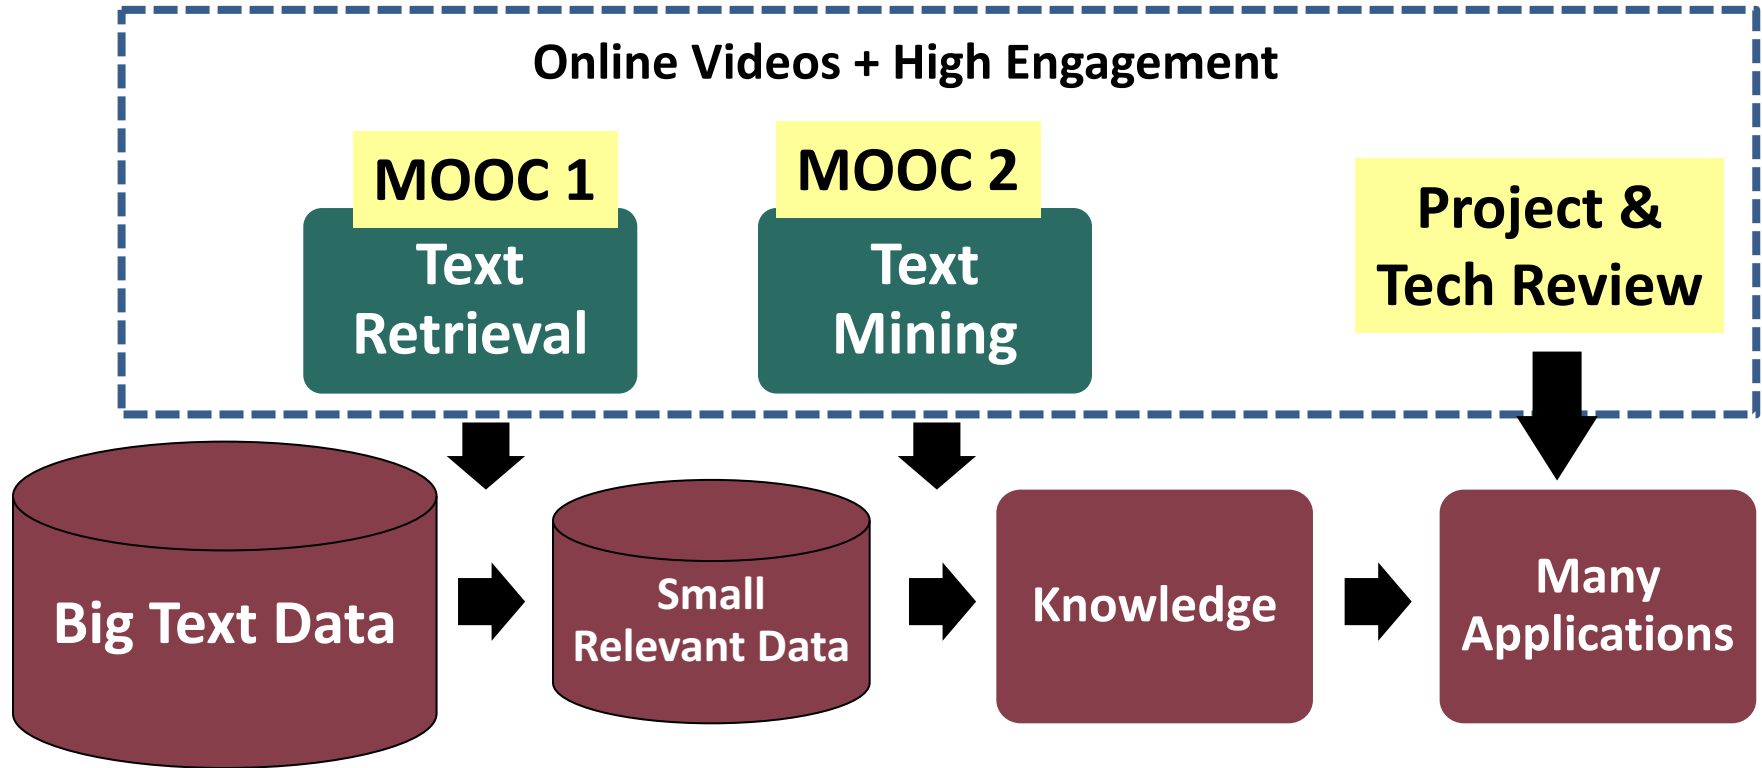 Online Videos + High Engagement
MOOC 1
Text
Retrieval
MOOC 2
Text
Mining
Project &
Tech Review
Big Text Data
Small
Relevant Data
Knowledge
Many
Applications